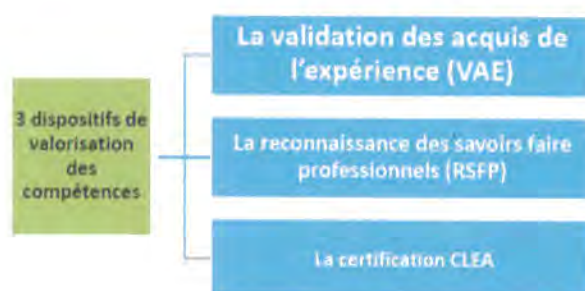 3 dispositifs de
valorisation
des
compétences
La validation des acquis de
l'expérience (VAE)
La reconnaissance des savoirs faire
professionnels (RSFP)
La certification CLEA